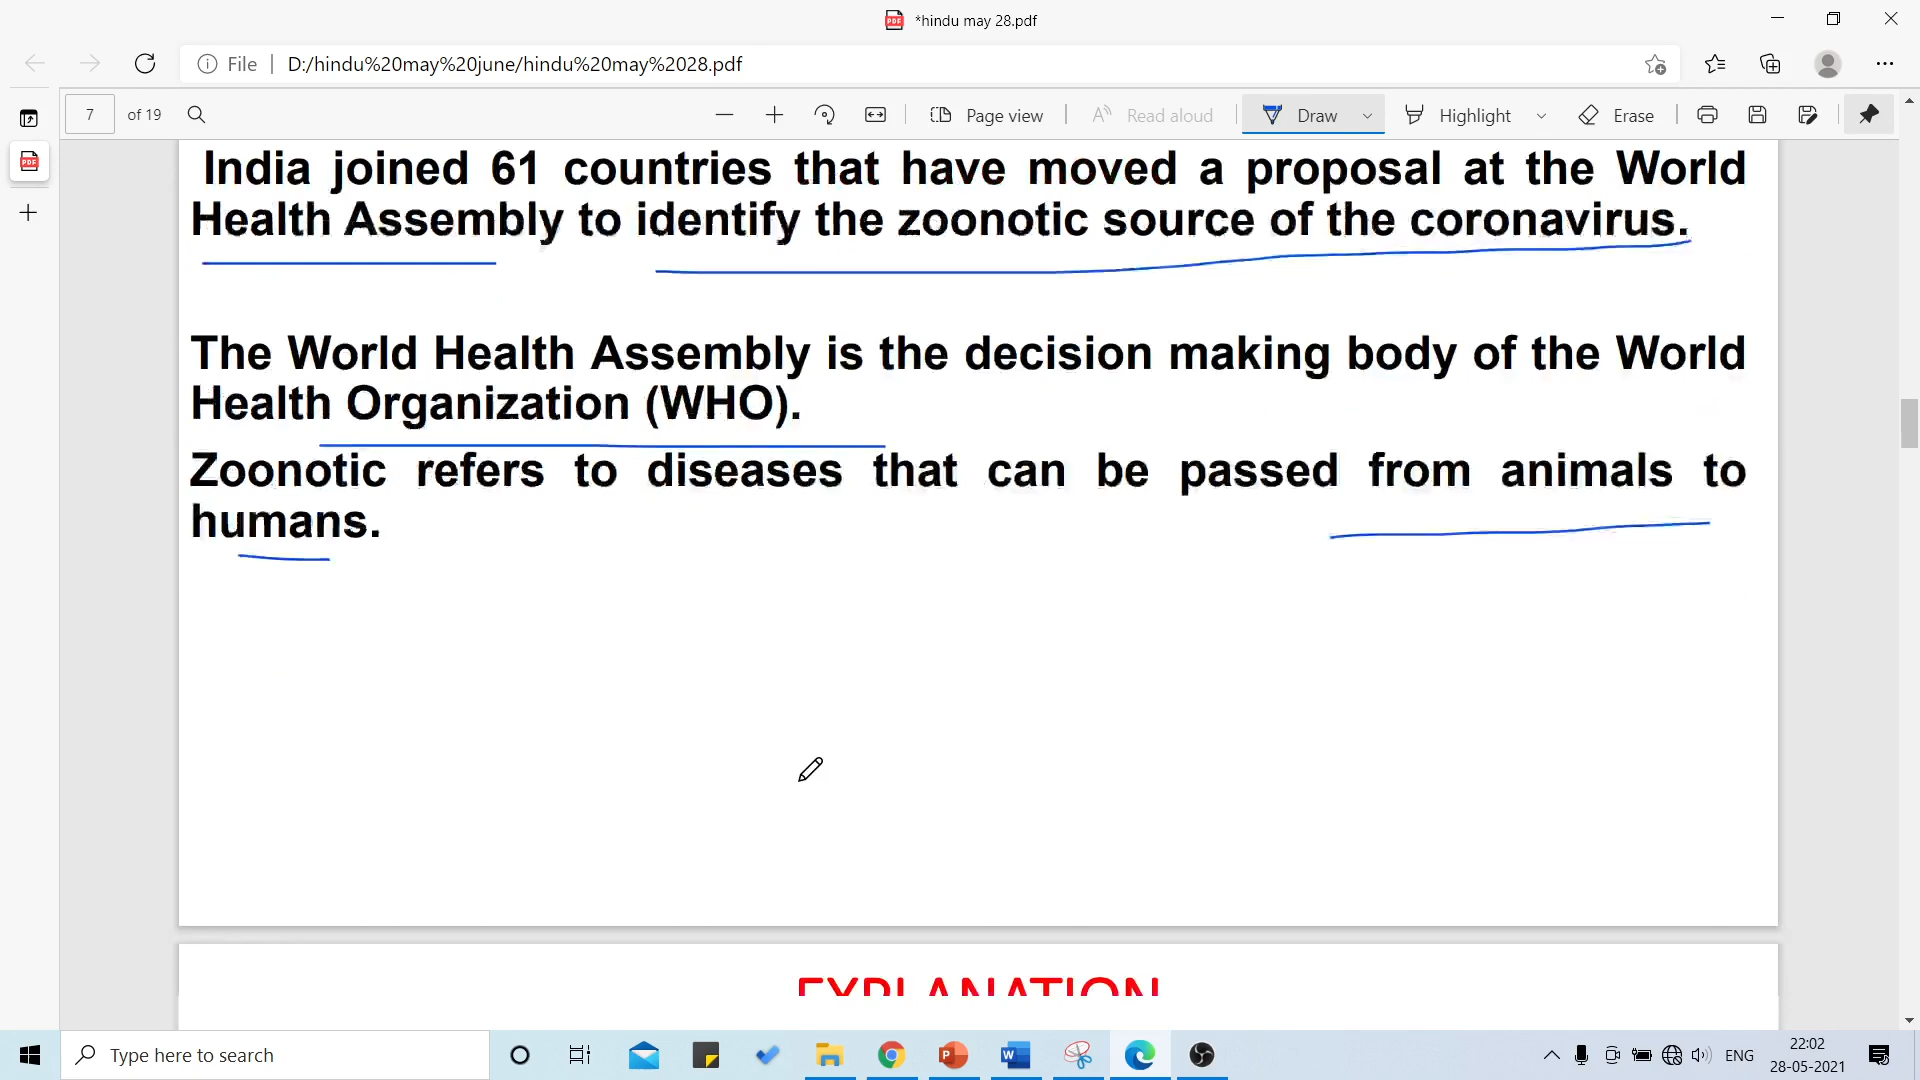 *hindu may 28.pdf
File
D:/hindu%20may%20june/hindu%20may%2028.pdf
7 of 19
Page view
Read aloud
Draw
Highlight
Erase
India joined 61 countries that have moved a proposal at the World
Health Assembly to identify the zoonotic source of the coronavirus.
The World Health Assembly is the decision making body of the World
Health Organization (WHO).
Zoonotic refers to diseases that can be passed from animals to
humans.
EXPLANATION
Type here to search
ENG
22:02
28-05-2021